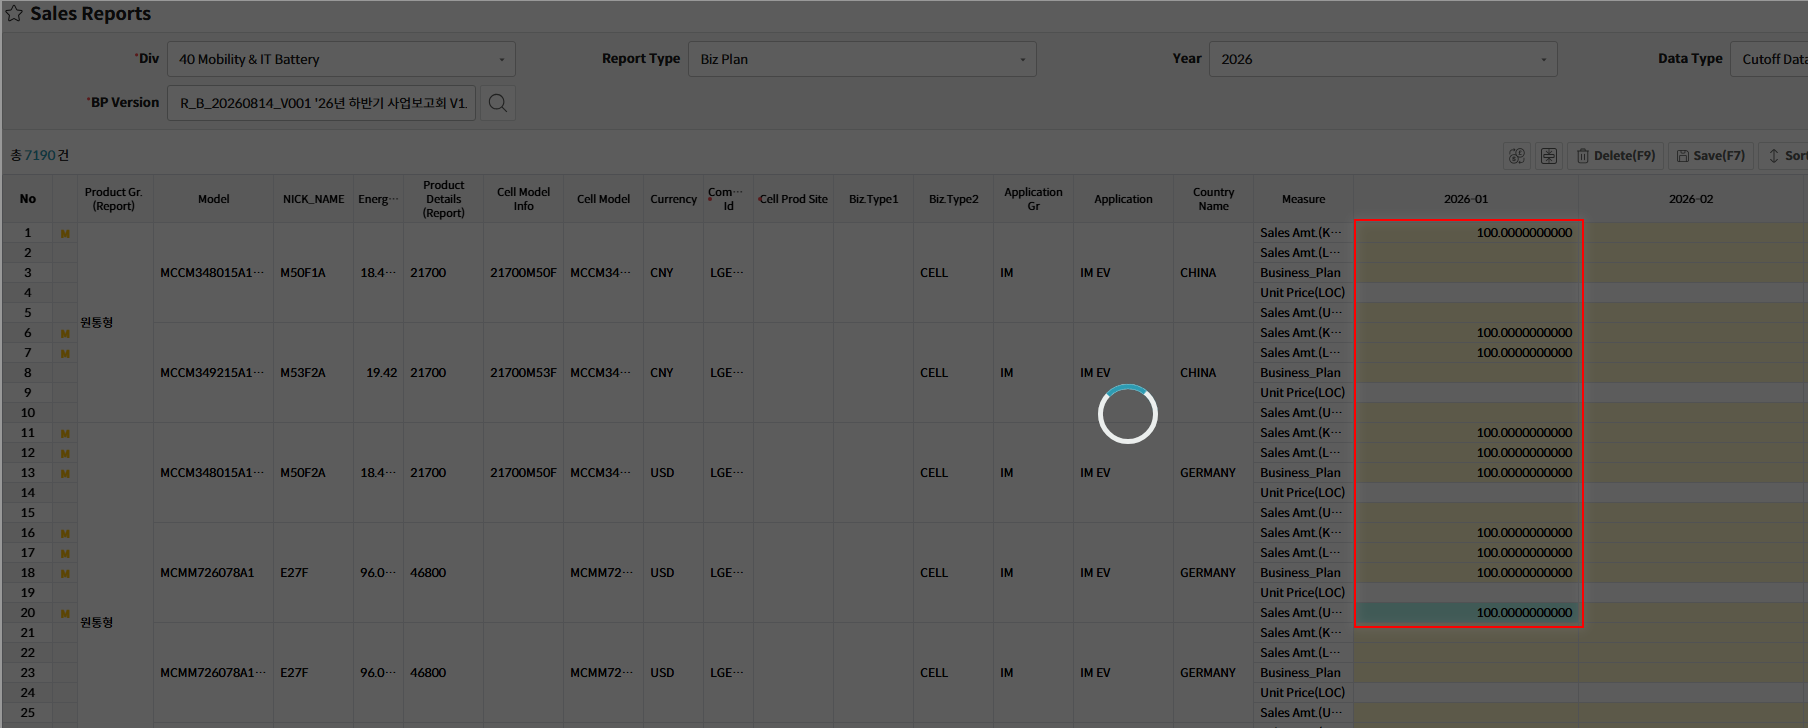 Sales Reports
*Div 40 Mobility & IT Battery Report Type Biz Plan Year 2026 Data Type Cutoff Data
*BP Version R_B_20260814_V001 '26년 하반기 사업보고회 V1.
총 7190 건 Delete(F9) Save(F7) Sort
No Product Gr. (Report) Model NICK_NAME Energ··· Product Details (Report) Cell Model Info Cell Model Currency Com··· * Id *Cell Prod Site Biz.Type1 Biz.Type2 Application Gr Application Country Name Measure 2026-01 2026-02
1 M Sales Amt.(K··· 100.0000000000
2 Sales Amt.(L···
3 MCCM348015A1··· M50F1A 18.4··· 21700 21700M50F MCCM34··· CNY LGE··· CELL IM IM EV CHINA Business_Plan
4 Unit Price(LOC)
5 Sales Amt.(U···
원통형
6 M Sales Amt.(K··· 100.0000000000
7 M Sales Amt.(L··· 100.0000000000
8 MCCM349215A1··· M53F2A 19.42 21700 21700M53F MCCM34··· CNY LGE··· CELL IM IM EV CHINA Business_Plan
9 Unit Price(LOC)
10 Sales Amt.(U···
11 M Sales Amt.(K··· 100.0000000000
12 M Sales Amt.(L··· 100.0000000000
13 M MCCM348015A1··· M50F2A 18.4··· 21700 21700M50F MCCM34··· USD LGE··· CELL IM IM EV GERMANY Business_Plan 100.0000000000
14 Unit Price(LOC)
15 Sales Amt.(U···
16 M Sales Amt.(K··· 100.0000000000
17 M Sales Amt.(L··· 100.0000000000
18 M MCMM726078A1 E27F 96.0··· 46800 MCMM72··· USD LGE··· CELL IM IM EV GERMANY Business_Plan 100.0000000000
19 Unit Price(LOC)
20 M Sales Amt.(U··· 100.0000000000
원통형
21 Sales Amt.(K···
22 Sales Amt.(L···
23 MCMM726078A1··· E27F 96.0··· 46800 MCMM72··· USD LGE··· CELL IM IM EV GERMANY Business_Plan
24 Unit Price(LOC)
25 Sales Amt.(U···